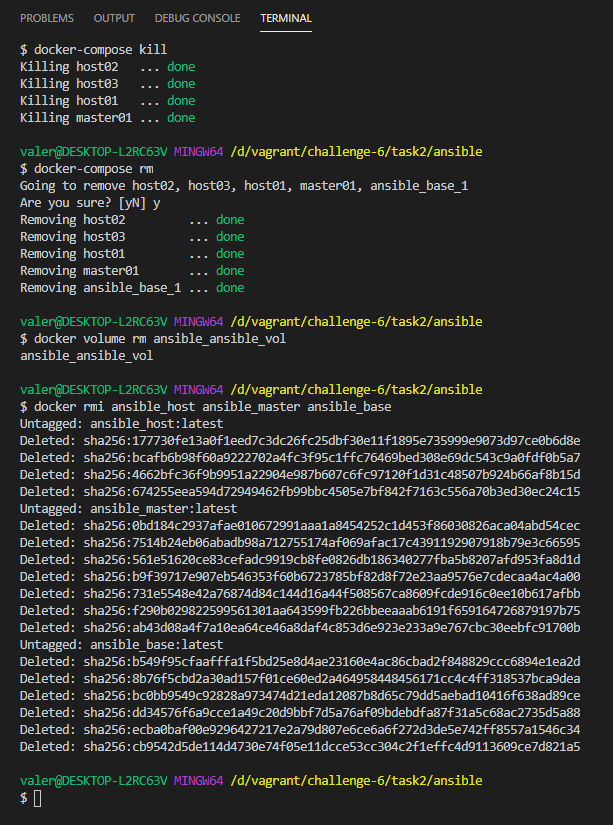 PROBLEMS OUTPUT DEBUG CONSOLE TERMINAL
$ docker-compose kill
Killing host02   ... done
Killing host03   ... done
Killing host01   ... done
Killing master01 ... done
valer@DESKTOP-L2RC63V MINGW64 /d/vagrant/challenge-6/task2/ansible
$ docker-compose rm
Going to remove host02, host03, host01, master01, ansible_base_1
Are you sure? [yN] y
Removing host02         ... done
Removing host03         ... done
Removing host01         ... done
Removing master01       ... done
Removing ansible_base_1 ... done
valer@DESKTOP-L2RC63V MINGW64 /d/vagrant/challenge-6/task2/ansible
$ docker volume rm ansible_ansible_vol
ansible_ansible_vol
valer@DESKTOP-L2RC63V MINGW64 /d/vagrant/challenge-6/task2/ansible
$ docker rmi ansible_host ansible_master ansible_base
Untagged: ansible_host:latest
Deleted: sha256:177730fe13a0f1eed7c3dc26fc25dbf30e11f1895e735999e9073d97ce0b6d8e
Deleted: sha256:bcafb6b98f60a9222702a4fc3f95c1ffc76469bed308e69dc543c9a0fdf0b5a7
Deleted: sha256:4662bfc36f9b9951a22904e987b607c6fc97120f1d31c48507b924b66af8b15d
Deleted: sha256:674255eea594d72949462fb99bbc4505e7bf842f7163c556a70b3ed30ec24c15
Untagged: ansible_master:latest
Deleted: sha256:0bd184c2937afae010672991aaa1a8454252c1d453f86030826aca04abd54cec
Deleted: sha256:7514b24eb06abadb98a712755174af069afac17c4391192907918b79e3c66595
Deleted: sha256:561e51620ce83cefadc9919cb8fe0826db186340277fba5b8207afd953fa8d1d
Deleted: sha256:b9f39717e907eb546353f60b6723785bf82d8f72e23aa9576e7cdecaa4ac4a00
Deleted: sha256:731e5548e42a76874d84c144d16a44f508567ca8609fcde916c0ee10b617afbb
Deleted: sha256:f290b029822599561301aa643599fb226bbeeaaab6191f659164726879197b75
Deleted: sha256:ab43d08a4f7a10ea64ce46a8daf4c853d6e923e233a9e767cbc30eebfc91700b
Untagged: ansible_base:latest
Deleted: sha256:b549f95cfaafffa1f5bd25e8d4ae23160e4ac86cbad2f848829ccc6894e1ea2d
Deleted: sha256:8b76f5cbd2a30ad157f01ce60ed2a464958448456171cc4c4ff318537bca9dea
Deleted: sha256:bc0bb9549c92828a973474d21eda12087b8d65c79dd5aebad10416f638ad89ce
Deleted: sha256:dd34576f6a9cce1a49c20d9bbf7d5a76af09bdebdfa87f31a5c68ac2735d5a88
Deleted: sha256:ecba0baf00e9296427217e2a79d807e6ce6a6f272d3de5e742ff8557a1546c34
Deleted: sha256:cb9542d5de114d4730e74f05e11dcce53cc304c2f1effc4d9113609ce7d821a5
valer@DESKTOP-L2RC63V MINGW64 /d/vagrant/challenge-6/task2/ansible
$